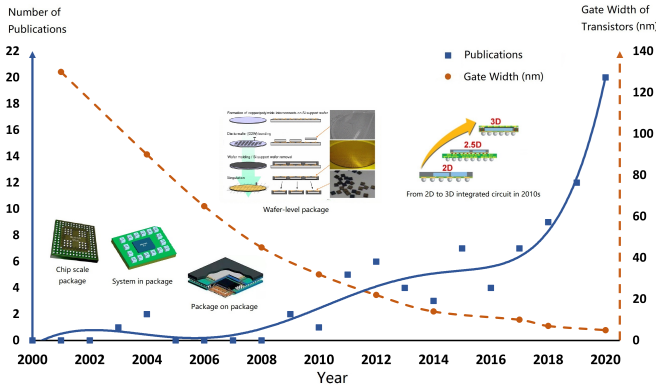 Number of
Publications
Gate Width of
Transistors (nm)
22
20
18
16
14
12
10
8
6
4
2
0
140
120
100
80
60
40
20
0
Publications
Gate Width (nm)
Wafer-level package
3D
2.5D
2D
From 2D to 3D integrated circuit in 2010s
Chip scale
package
System in package
Package on package
2000 2002 2004 2006 2008 2010 2012 2014 2016 2018 2020
Year